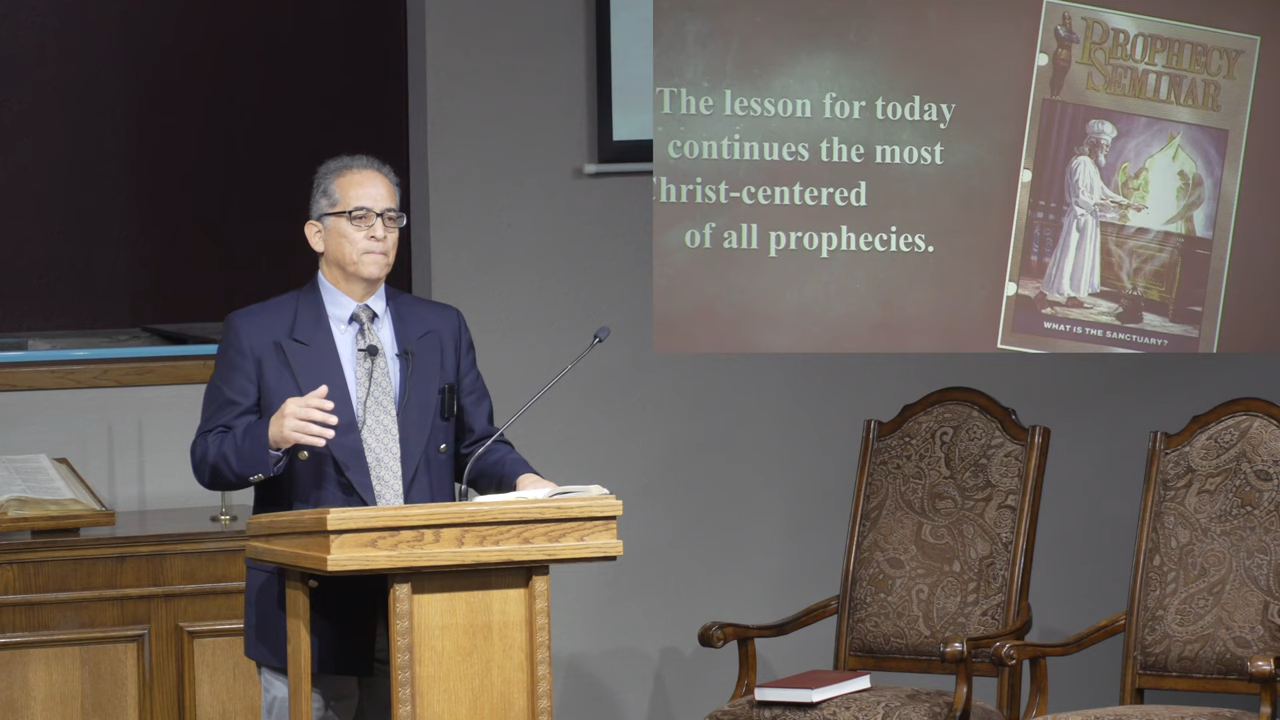 The lesson for today
continues the most
Christ-centered
of all prophecies.
PROPHECY
SEMINAR
WHAT IS THE SANCTUARY?